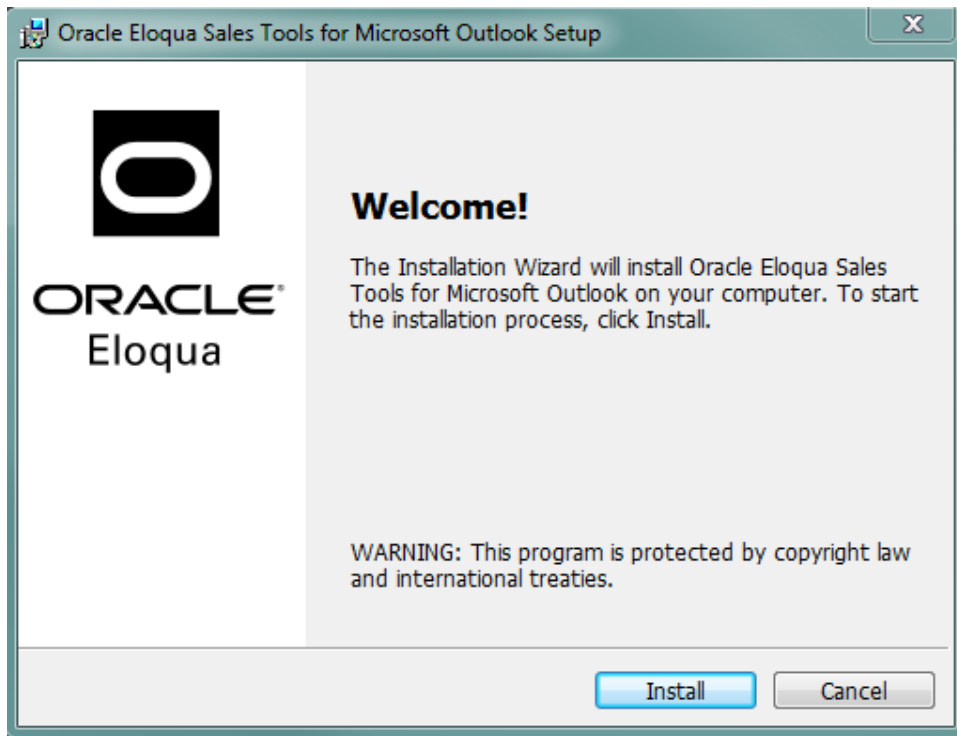 Oracle Eloqua Sales Tools for Microsoft Outlook Setup
ORACLE®
Eloqua
Welcome!
The Installation Wizard will install Oracle Eloqua Sales
Tools for Microsoft Outlook on your computer. To start
the installation process, click Install.
WARNING: This program is protected by copyright law
and international treaties.
Install
Cancel